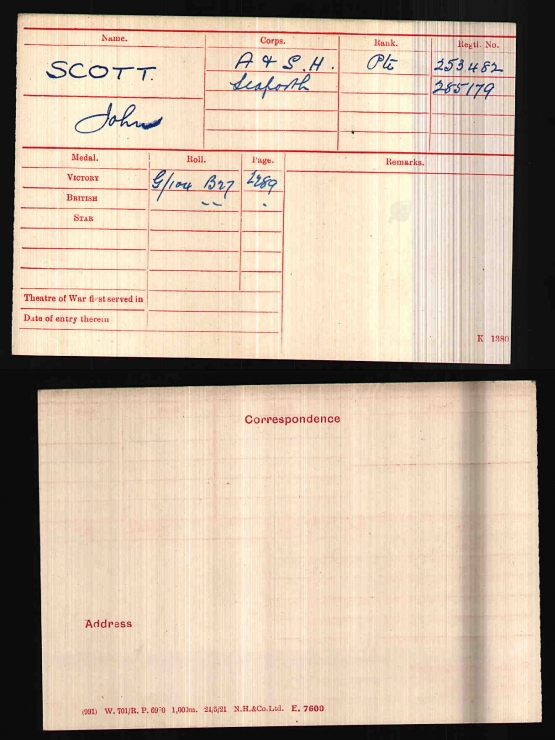 Name. Corps. Rank. Regtl. No.
SCOTT. A & S. H. Pte 253482
Seaforth 285179
John
Medal. Roll. Page. Remarks.
VICTORY G/104 B27
BRITISH -- "
STAR
Theatre of War first served in
Date of entry therein
K 1380
Correspondence
Address
(991) W. 701/R. P. 1,000m. 24/5/21 N.H.&Co.Ltd. E. 7600